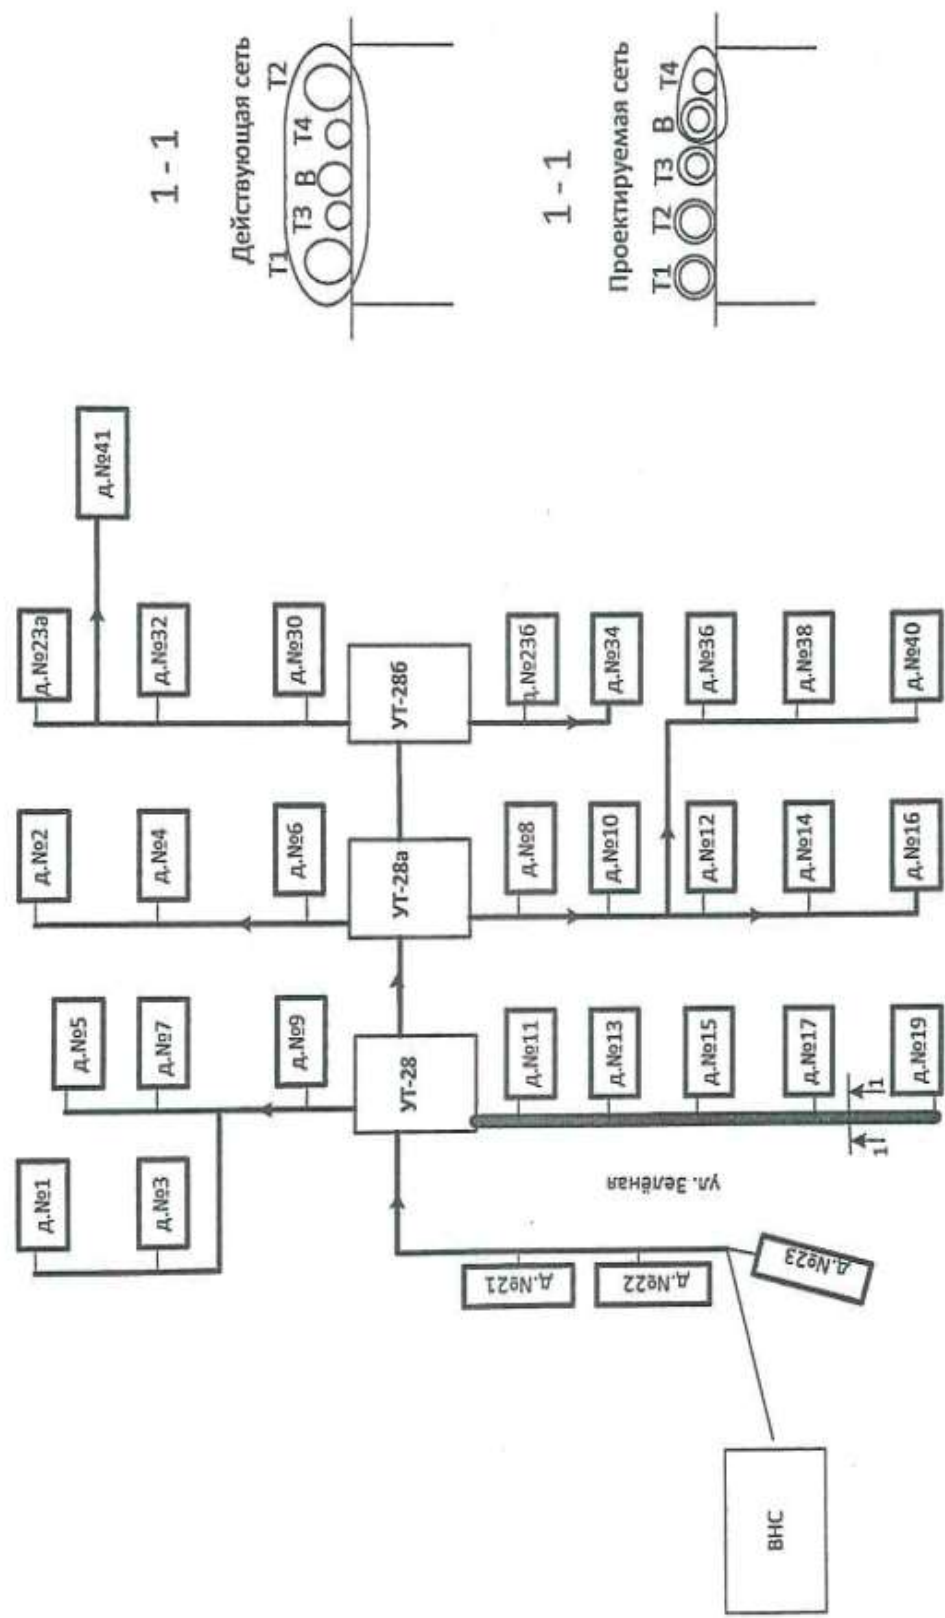 1 - 1
Действующая сеть
Т1 Т3 В Т4 Т2
1 - 1
Проектируемая сеть
Т1 Т2 Т3 В Т4
д.№41
д.№23а
д.№32
д.№30
УТ-28б
д.№23б
д.№34
д.№36
д.№38
д.№40
д.№2
д.№4
д.№6
УТ-28а
д.№8
д.№10
д.№12
д.№14
д.№16
д.№5
д.№7
д.№9
УТ-28
д.№11
д.№13
д.№15
д.№17
д.№19
1
1
д.№1
д.№3
ул. Зелёная
д.№21
д.№22
д.№23
ВНС